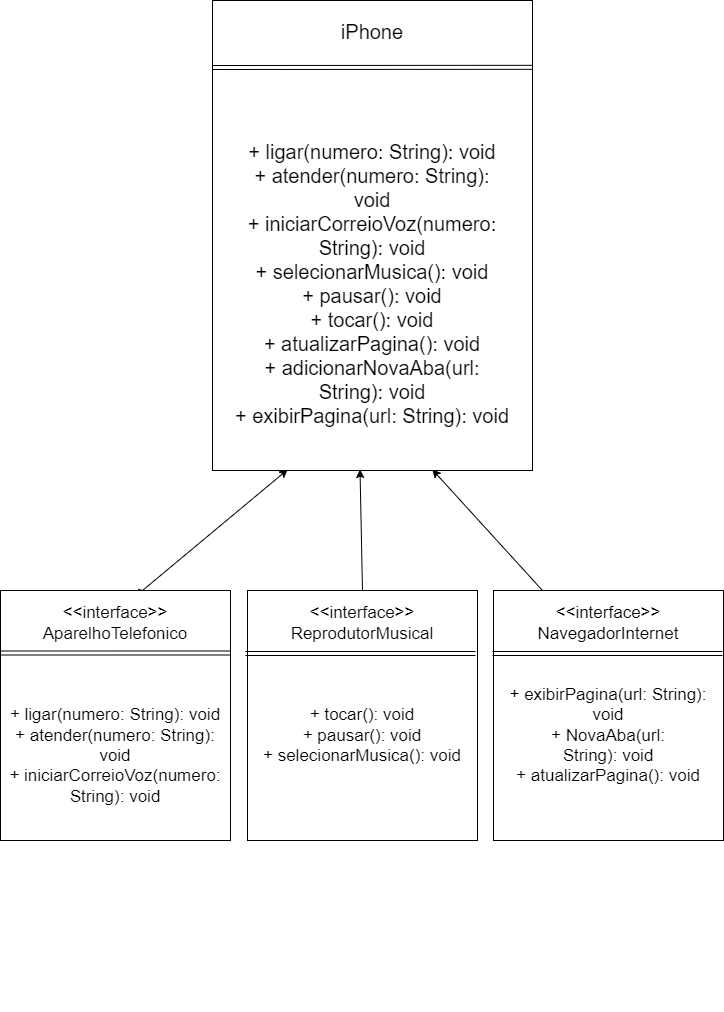 iPhone
+ ligar(numero: String): void
+ atender(numero: String):
void
+ iniciarCorreioVoz(numero:
String): void
+ selecionarMusica(): void
+ pausar(): void
+ tocar(): void
+ atualizarPagina(): void
+ adicionarNovaAba(url:
String): void
+ exibirPagina(url: String): void
<<interface>>
AparelhoTelefonico
+ ligar(numero: String): void
+ atender(numero: String):
void
+ iniciarCorreioVoz(numero:
String): void
<<interface>>
ReprodutorMusical
+ tocar(): void
+ pausar(): void
+ selecionarMusica(): void
<<interface>>
NavegadorInternet
+ exibirPagina(url: String):
void
+ NovaAba(url:
String): void
+ atualizarPagina(): void